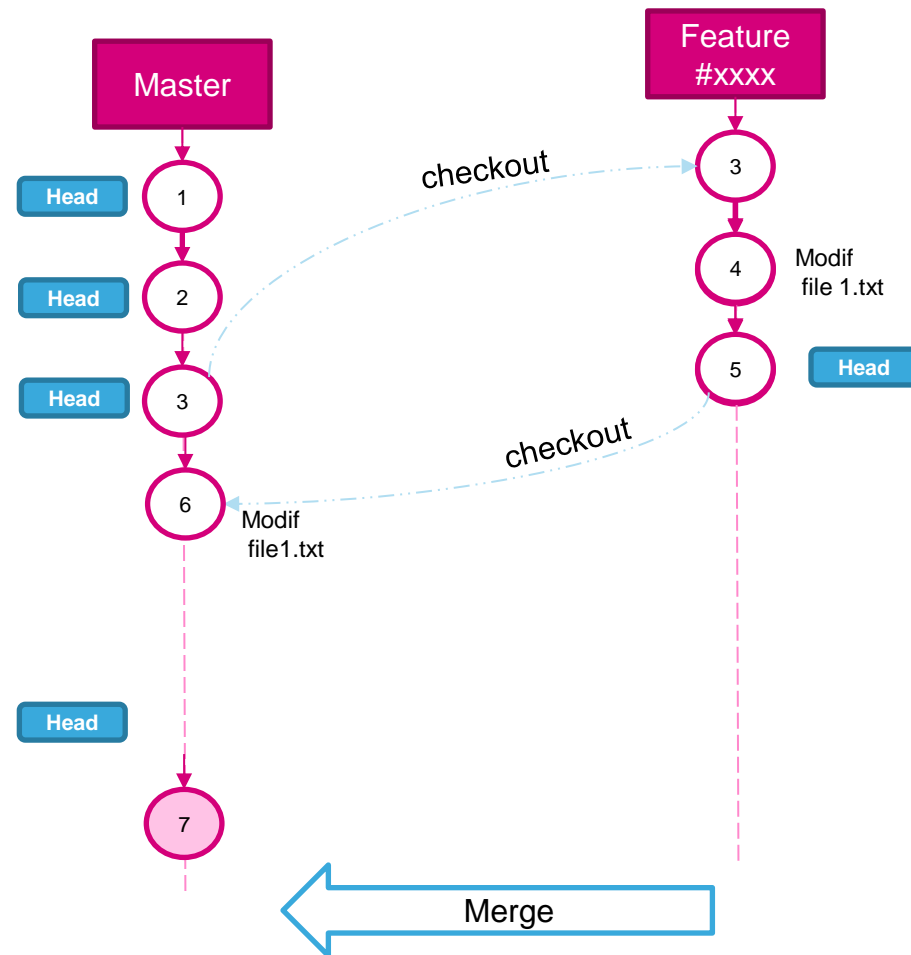 Master
Feature
#xxxx
Head
1
checkout
3
Head
2
4
Modif
file 1.txt
Head
3
5
Head
checkout
6
Modif
file1.txt
Head
7
Merge